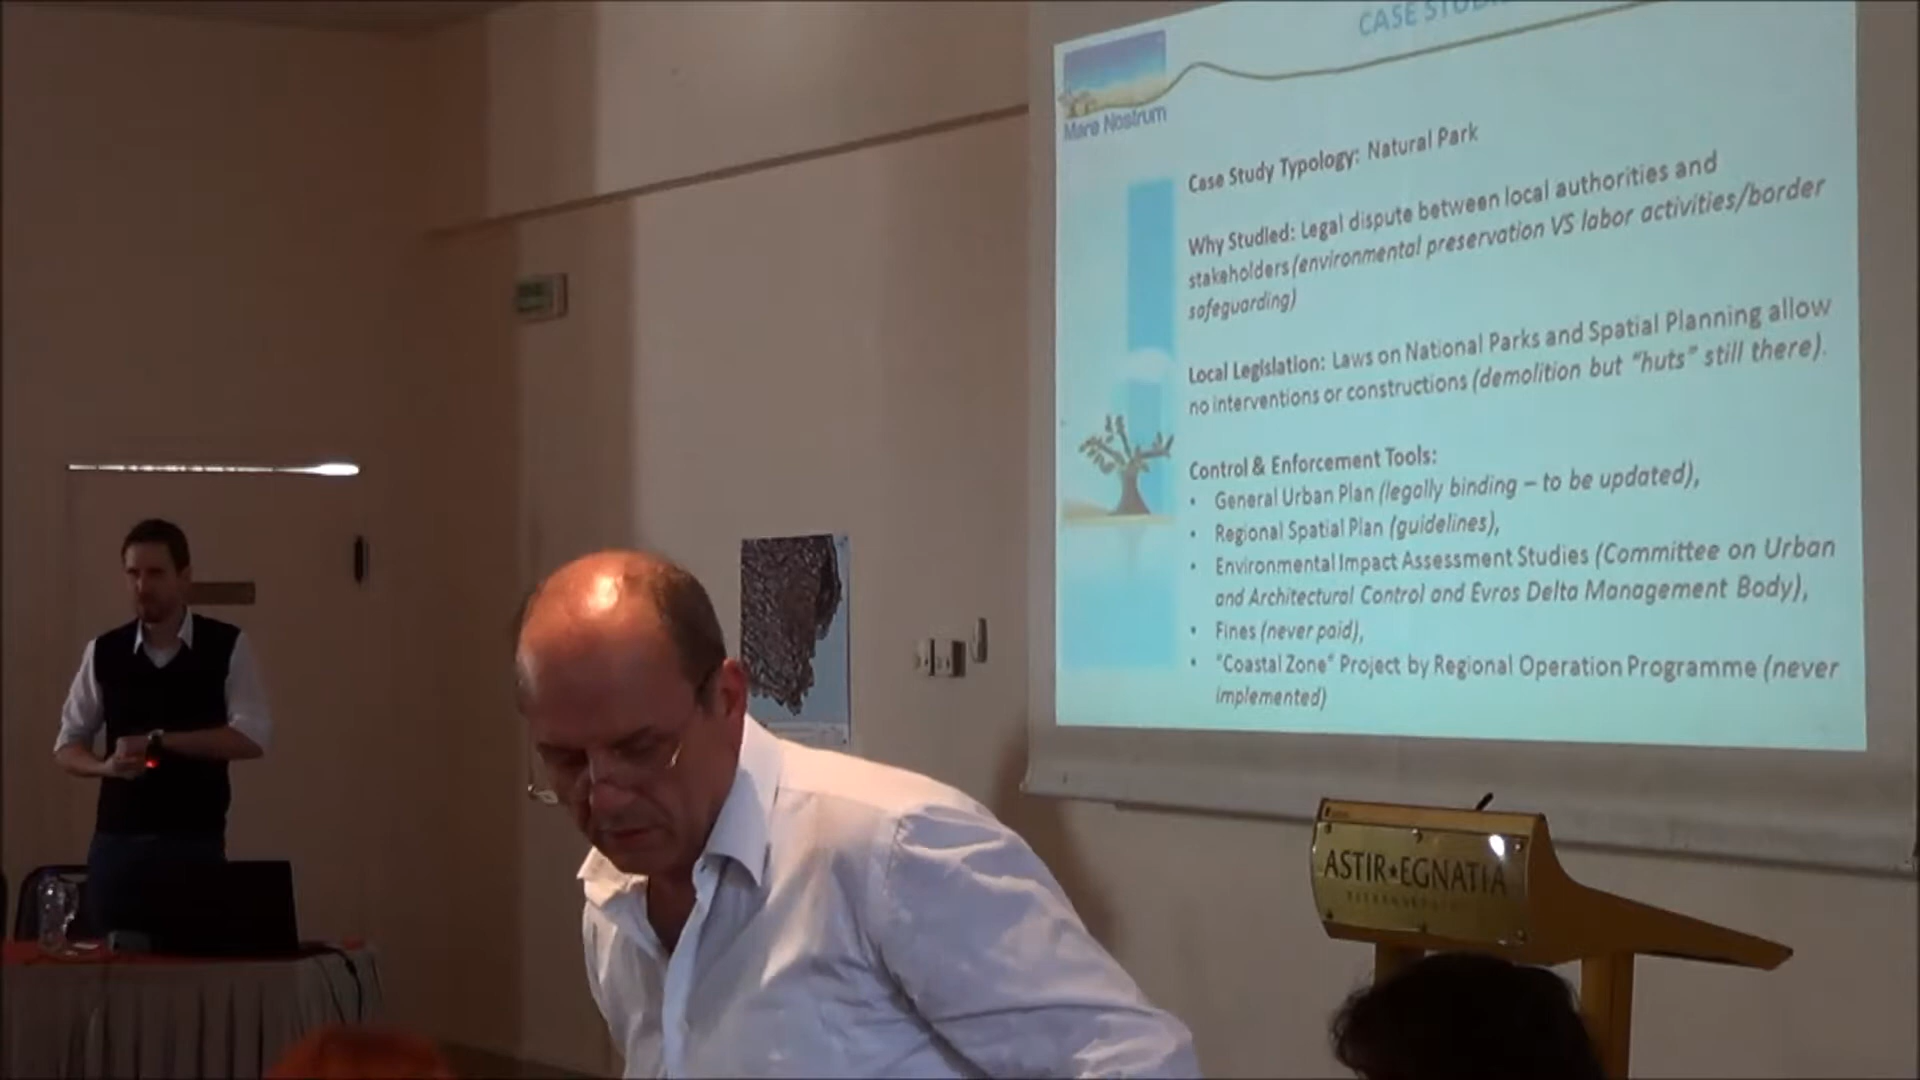 CASE STUD
Mare Nostrum
Case Study Typology: Natural Park
Why Studied: Legal dispute between local authorities and
stakeholders (environmental preservation VS labor activities/border
safeguarding)
Local Legislation: Laws on National Parks and Spatial Planning allow
no interventions or constructions (demolition but "huts" still there).
Control & Enforcement Tools:
• General Urban Plan (legally binding – to be updated),
• Regional Spatial Plan (guidelines),
• Environmental Impact Assessment Studies (Committee on Urban
and Architectural Control and Evros Delta Management Body),
• Fines (never paid),
• "Coastal Zone" Project by Regional Operation Programme (never
implemented)
ASTIR★EGNATIA